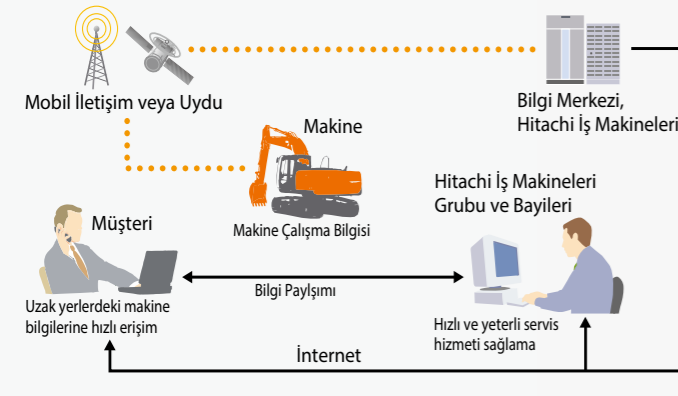 Mobil İletişim veya Uydu
Bilgi Merkezi,
Hitachi İş Makineleri
Makine
Makine Çalışma Bilgisi
Hitachi İş Makineleri
Grubu ve Bayileri
Müşteri
Bilgi Paylşımı
Uzak yerlerdeki makine
bilgilerine hızlı erişim
Hızlı ve yeterli servis
hizmeti sağlama
İnternet